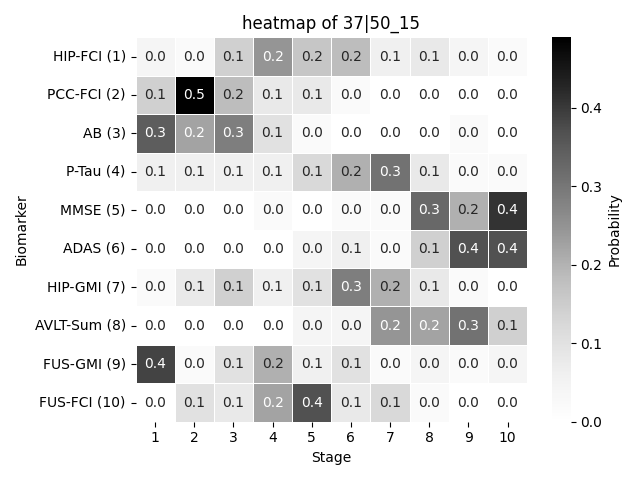 heatmap of 37|50_15
HIP-FCI (1) 0.0 0.0 0.1 0.2 0.2 0.2 0.1 0.1 0.0 0.0
PCC-FCI (2) 0.1 0.5 0.2 0.1 0.1 0.0 0.0 0.0 0.0 0.0
AB (3) 0.3 0.2 0.3 0.1 0.0 0.0 0.0 0.0 0.0 0.0
P-Tau (4) 0.1 0.1 0.1 0.1 0.1 0.2 0.3 0.1 0.0 0.0
MMSE (5) 0.0 0.0 0.0 0.0 0.0 0.0 0.0 0.3 0.2 0.4
ADAS (6) 0.0 0.0 0.0 0.0 0.0 0.1 0.0 0.1 0.4 0.4
HIP-GMI (7) 0.0 0.1 0.1 0.1 0.1 0.3 0.2 0.1 0.0 0.0
AVLT-Sum (8) 0.0 0.0 0.0 0.0 0.0 0.0 0.2 0.2 0.3 0.1
FUS-GMI (9) 0.4 0.0 0.1 0.2 0.1 0.1 0.0 0.0 0.0 0.0
FUS-FCI (10) 0.0 0.1 0.1 0.2 0.4 0.1 0.1 0.0 0.0 0.0
1 2 3 4 5 6 7 8 9 10
Stage
Biomarker
0.4
0.3
0.2
0.1
0.0
Probability